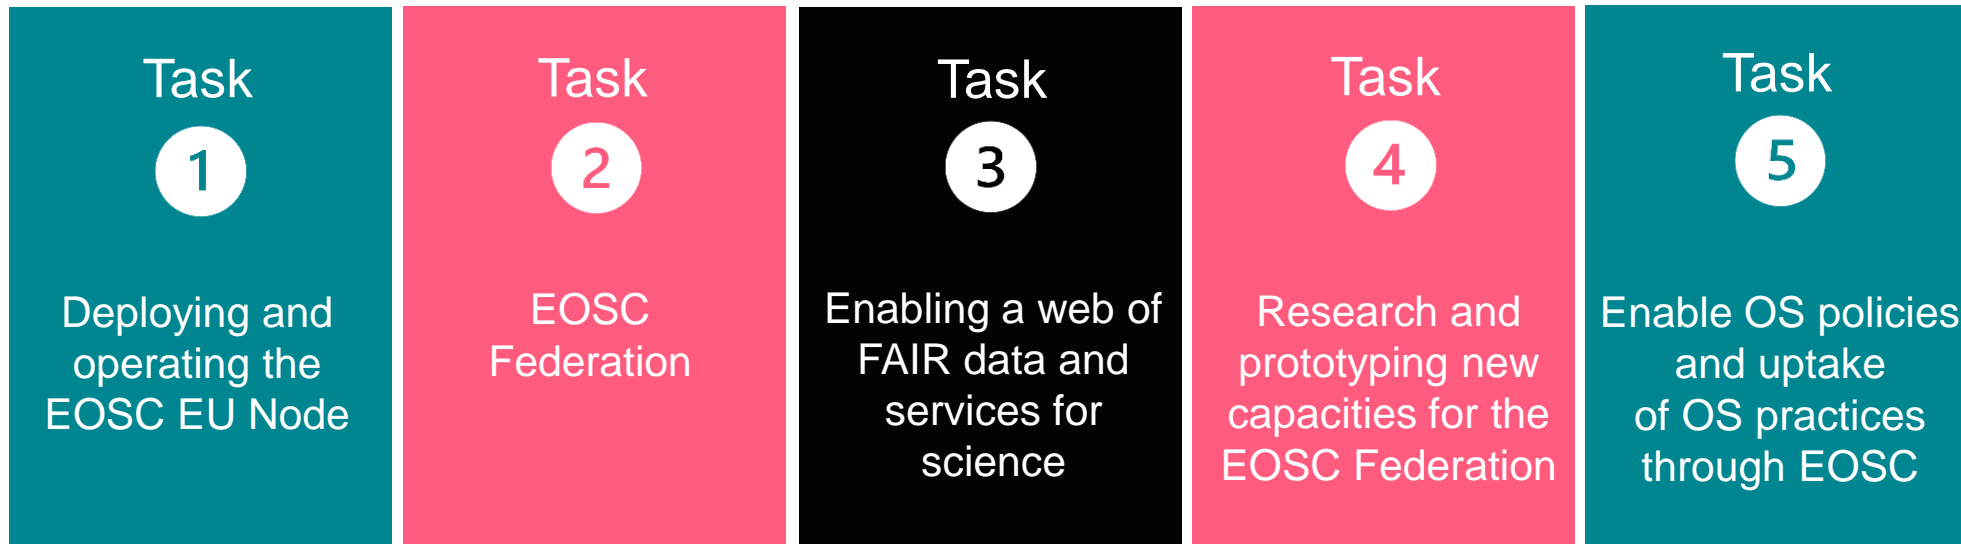 Task
1
Deploying and
operating the
EOSC EU Node
Task
2
EOSC
Federation
Task
3
Enabling a web of
FAIR data and
services for
science
Task
4
Research and
prototyping new
capacities for the
EOSC Federation
Task
5
Enable OS policies
and uptake
of OS practices
through EOSC